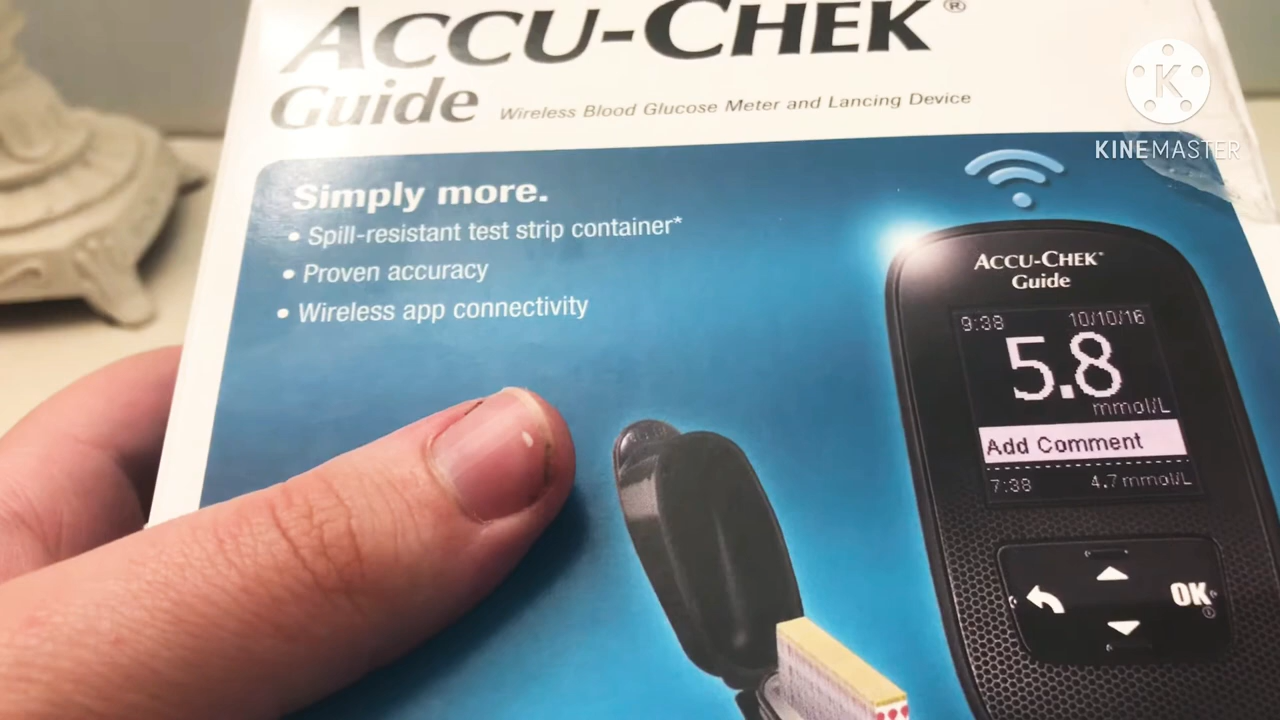 ACCU-CHEK®
Guide Wireless Blood Glucose Meter and Lancing Device
K
KINEMASTER
Simply more.
• Spill-resistant test strip container*
• Proven accuracy
• Wireless app connectivity
ACCU-CHEK®
Guide
9:38 10/10/16
5.8
mmol/L
Add Comment
7:38 4.7 mmol/L
OK